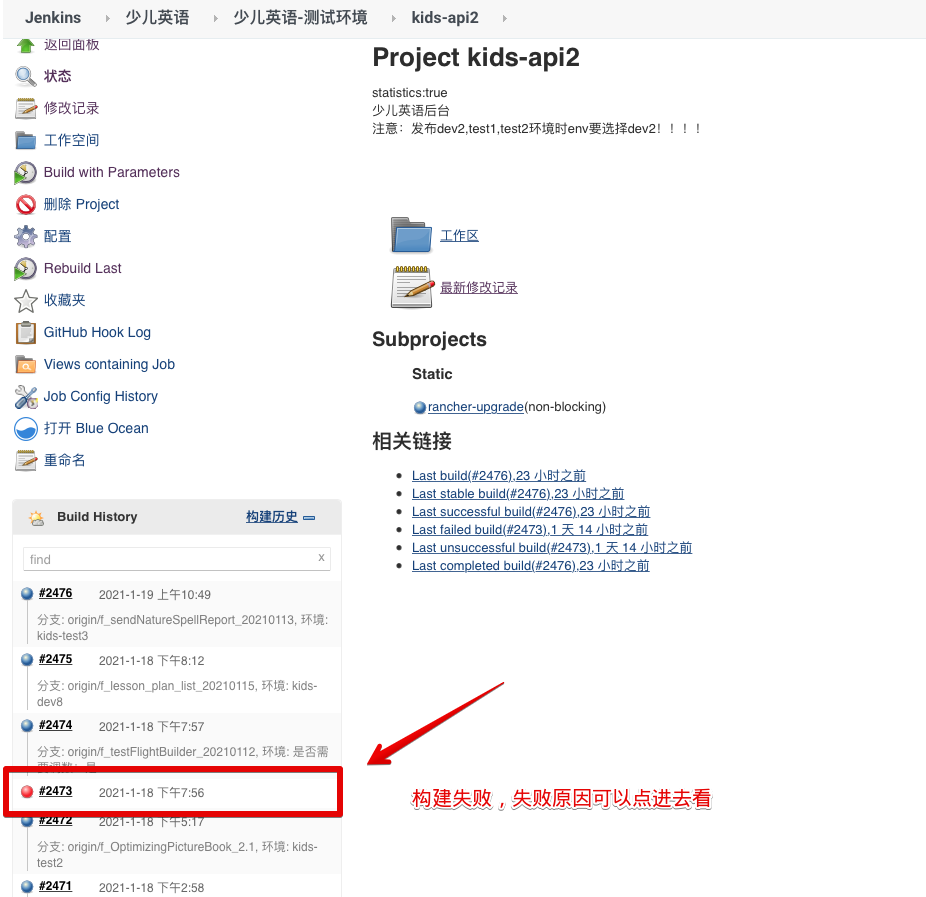 Jenkins 少儿英语 少儿英语-测试环境 kids-api2
返回面板
状态
修改记录
工作空间
Build with Parameters
删除 Project
配置
Rebuild Last
收藏夹
GitHub Hook Log
Views containing Job
Job Config History
打开 Blue Ocean
重命名
Build History 构建历史
find x
#2476 2021-1-19 上午10:49
分支: origin/f_sendNatureSpellReport_20210113, 环境:
kids-test3
#2475 2021-1-18 下午8:12
分支: origin/f_lesson_plan_list_20210115, 环境: kids-
dev8
#2474 2021-1-18 下午7:57
分支: origin/f_testFlightBuilder_20210112, 环境: 是否需
#2473 2021-1-18 下午7:56
#2472 2021-1-18 下午5:17
分支: origin/f_OptimizingPictureBook_2.1, 环境: kids-
test2
#2471 2021-1-18 下午2:58
Project kids-api2
statistics:true
少儿英语后台
注意：发布dev2,test1,test2环境时env要选择dev2！！！！
工作区
最新修改记录
Subprojects
Static
rancher-upgrade(non-blocking)
相关链接
Last build(#2476),23 小时之前
Last stable build(#2476),23 小时之前
Last successful build(#2476),23 小时之前
Last failed build(#2473),1 天 14 小时之前
Last unsuccessful build(#2473),1 天 14 小时之前
Last completed build(#2476),23 小时之前
构建失败，失败原因可以点进去看